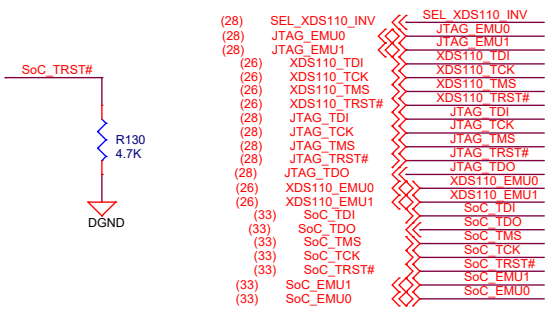 SoC_TRST#
R130
4.7K
DGND
(28) SEL_XDS110_INV SEL_XDS110_INV
(28) JTAG_EMU0 JTAG_EMU0
(28) JTAG_EMU1 JTAG_EMU1
(26) XDS110_TDI XDS110_TDI
(26) XDS110_TCK XDS110_TCK
(26) XDS110_TMS XDS110_TMS
(26) XDS110_TRST# XDS110_TRST#
(28) JTAG_TDI JTAG_TDI
(28) JTAG_TCK JTAG_TCK
(28) JTAG_TMS JTAG_TMS
(28) JTAG_TRST# JTAG_TRST#
(28) JTAG_TDO JTAG_TDO
(26) XDS110_EMU0 XDS110_EMU0
(26) XDS110_EMU1 XDS110_EMU1
(33) SoC_TDI SoC_TDI
(33) SoC_TDO SoC_TDO
(33) SoC_TMS SoC_TMS
(33) SoC_TCK SoC_TCK
(33) SoC_TRST# SoC_TRST#
(33) SoC_EMU1 SoC_EMU1
(33) SoC_EMU0 SoC_EMU0